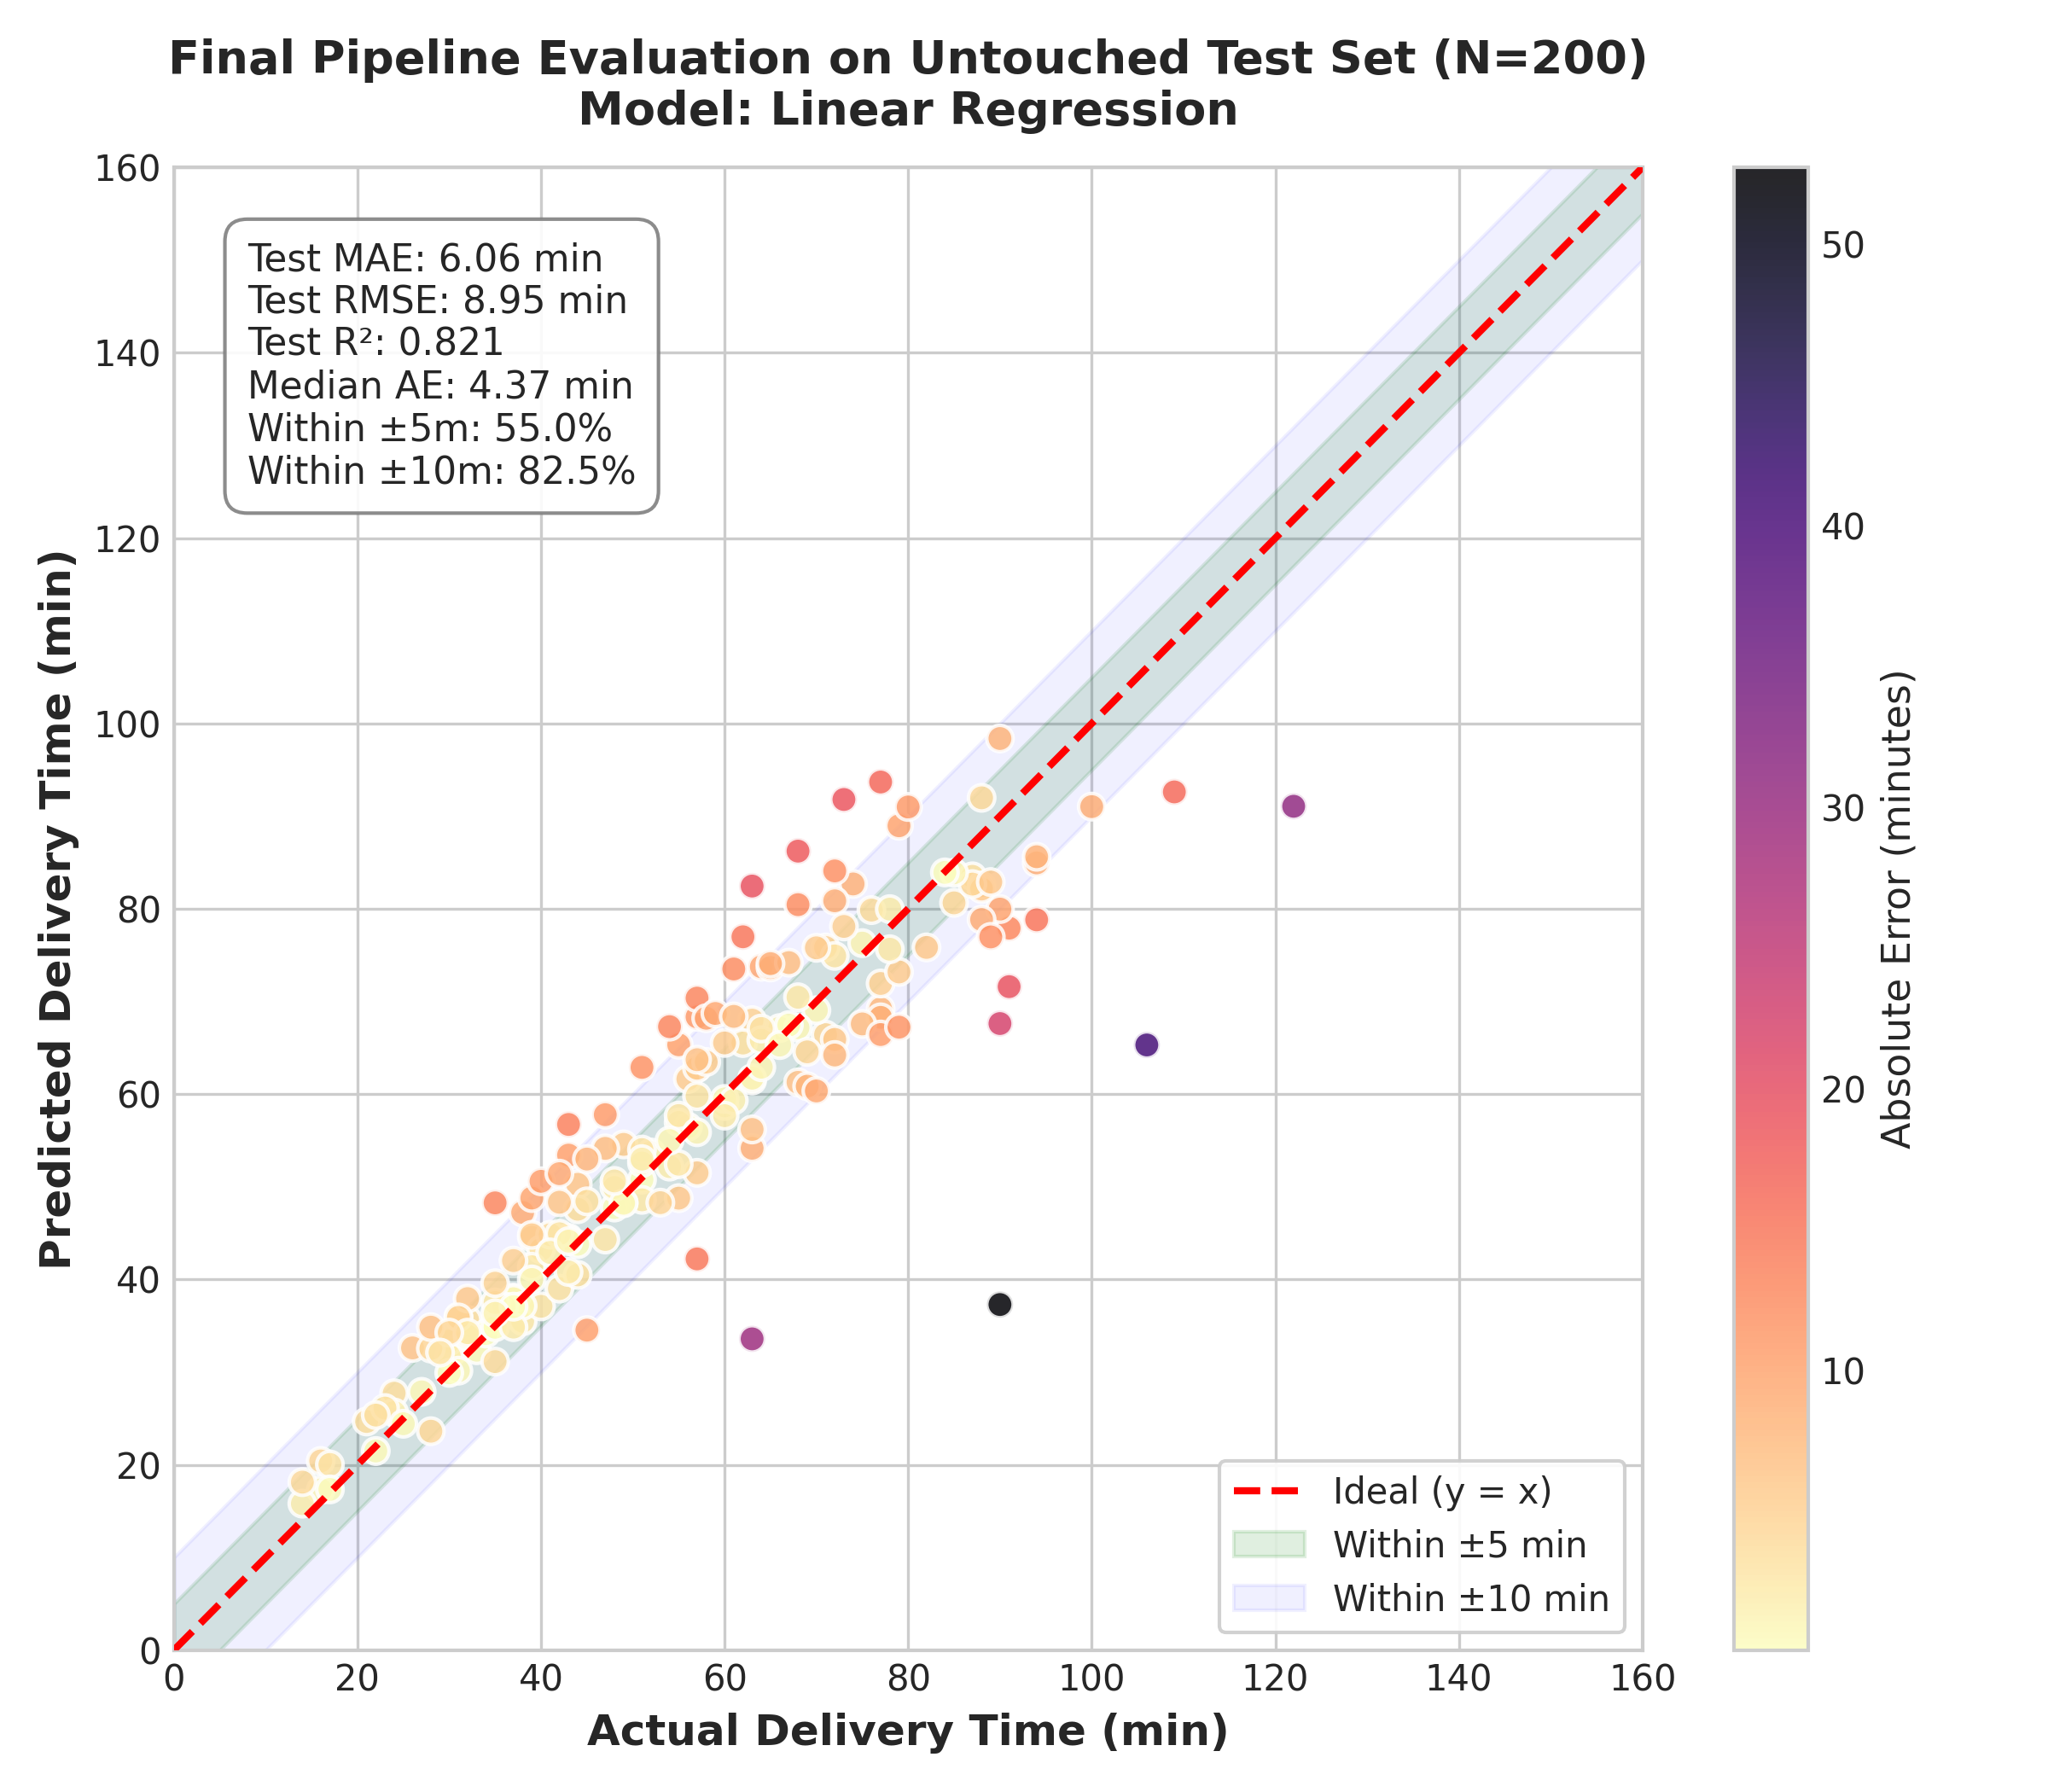 Final Pipeline Evaluation on Untouched Test Set (N=200)
Model: Linear Regression
Test MAE: 6.06 min
Test RMSE: 8.95 min
Test R²: 0.821
Median AE: 4.37 min
Within ±5m: 55.0%
Within ±10m: 82.5%
Predicted Delivery Time (min)
160
140
120
100
80
60
40
20
0
0 20 40 60 80 100 120 140 160
Actual Delivery Time (min)
Ideal (y = x)
Within ±5 min
Within ±10 min
50
40
30
20
10
Absolute Error (minutes)